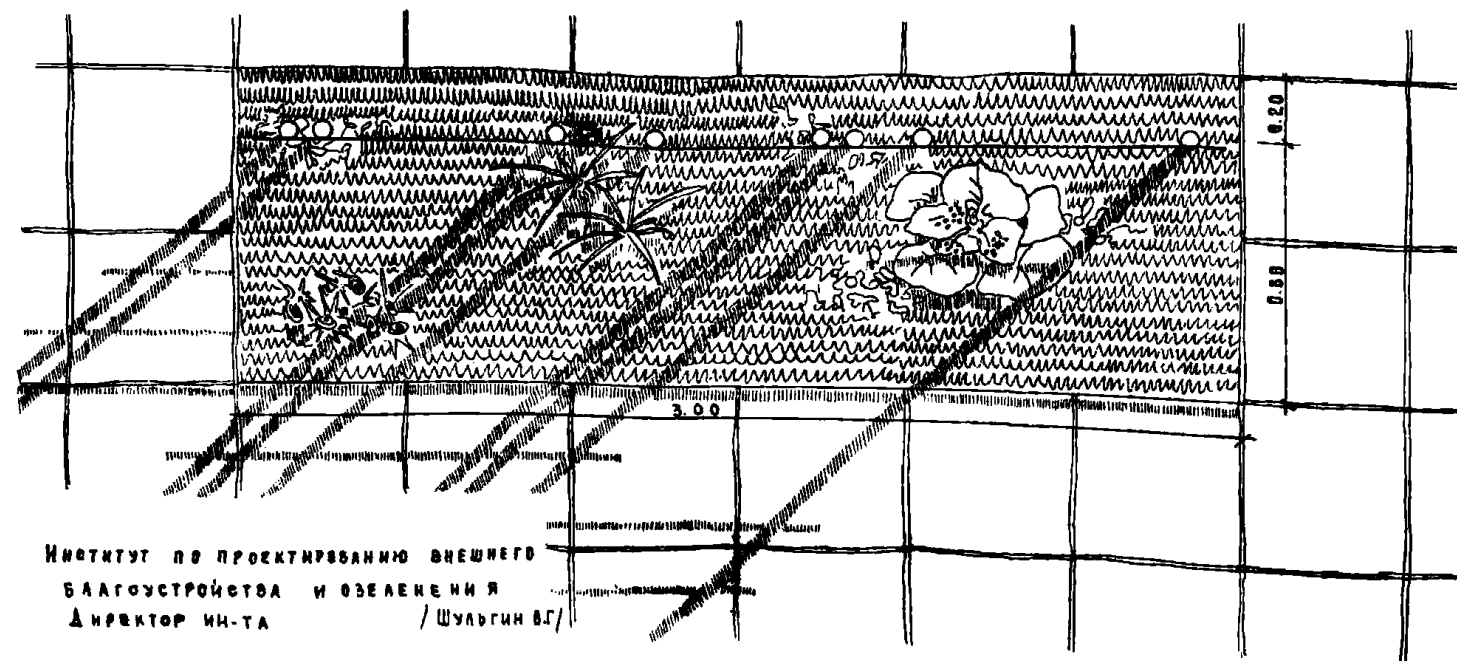 0.20
0.80
3.00
Институт по проектированию внешнего
благоустройства и озеленения
Директор ин-та /Шульгин В.Г/